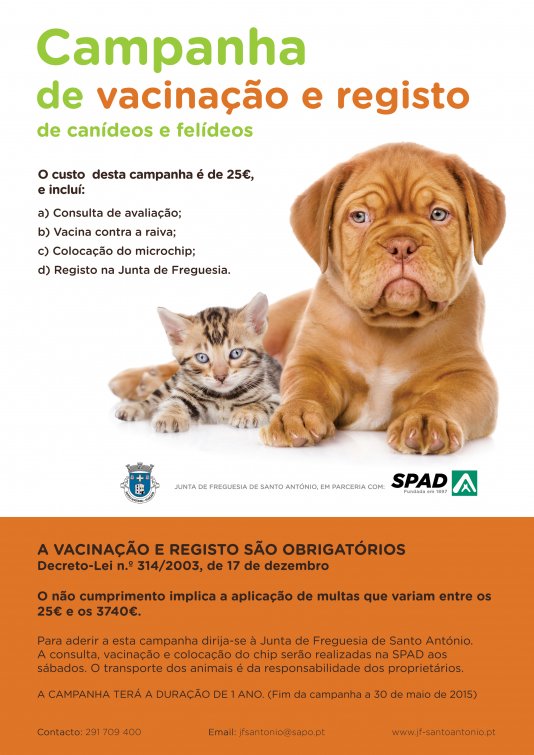 Campanha
de vacinação e registo
de canídeos e felídeos
O custo desta campanha é de 25€,
e incluí:
a) Consulta de avaliação;
b) Vacina contra a raiva;
c) Colocação do microchip;
d) Registo na Junta de Freguesia.
JUNTA DE FREGUESIA DE SANTO ANTÓNIO, EM PARCERIA COM:
SPAD
Fundada em 1897
A VACINAÇÃO E REGISTO SÃO OBRIGATÓRIOS
Decreto-Lei n.º 314/2003, de 17 de dezembro
O não cumprimento implica a aplicação de multas que variam entre os
25€ e os 3740€.
Para aderir a esta campanha dirija-se à Junta de Freguesia de Santo António.
A consulta, vacinação e colocação do chip serão realizadas na SPAD aos
sábados. O transporte dos animais é da responsabilidade dos proprietários.
A CAMPANHA TERÁ A DURAÇÃO DE 1 ANO. (Fim da campanha a 30 de maio de 2015)
Contacto: 291 709 400 Email: jfsantonio@sapo.pt www.jf-santoantonio.pt